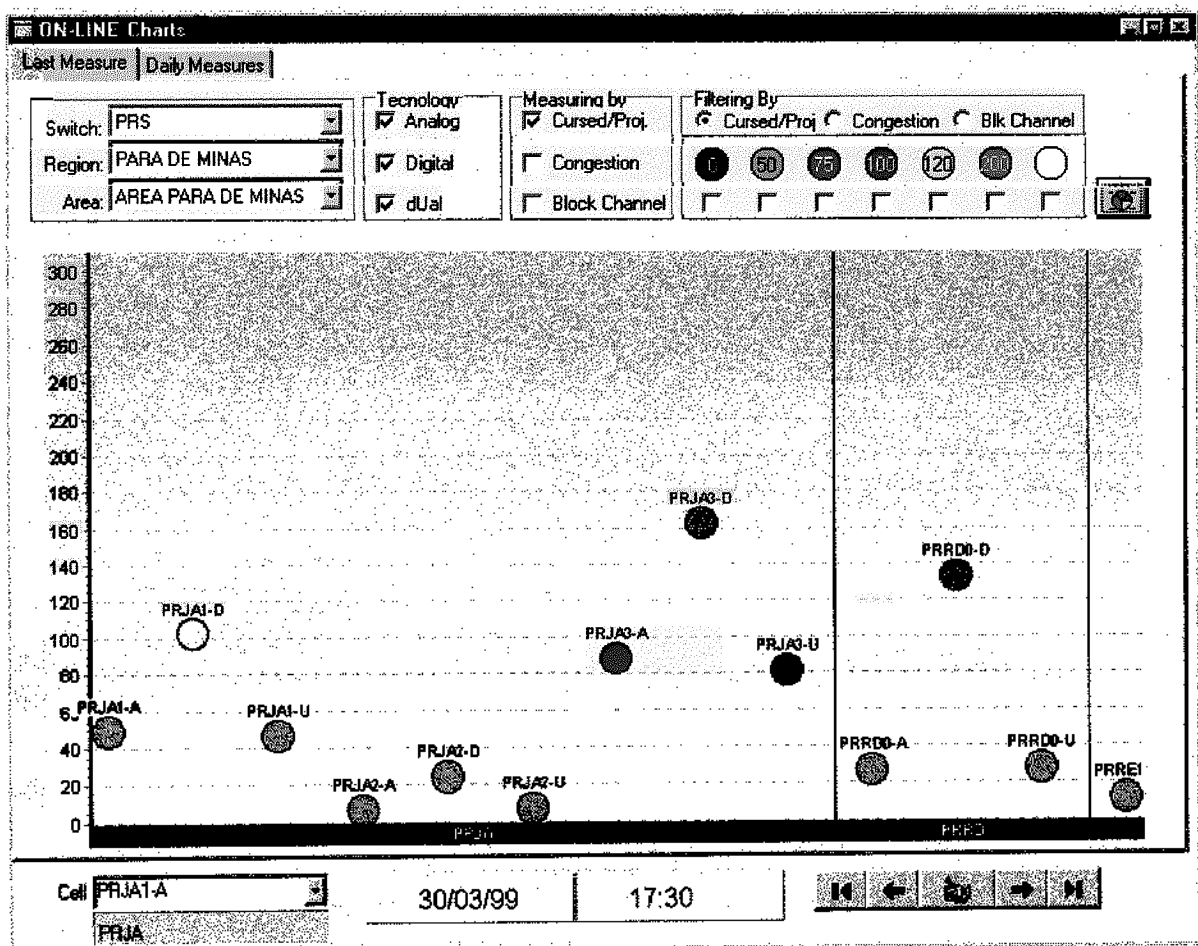 ON-LINE Charts
Last Measure Daily Measures
Tecnology Measuring by Filtering By
Switch: PRS Analog Cursed/Proj. Cursed/Proj Congestion Blk Channel
Region: PARA DE MINAS Digital Congestion 0 50 75 100 120 200
Area: AREA PARA DE MINAS dUal Block Channel
300
280
260
240
220
200
180 PRJA3-D
160
140 PRRD0-D
120 PRJA1-D
100 PRJA3-A PRJA3-U
80
PRJA1-A PRJA1-U
40 PRJA2-D PRRD0-A PRRD0-U
20 PRJA2-A PRJA2-U PRRE1
0
PRJA PRRD
Cell PRJA1-A 30/03/99 17:30
PRJA